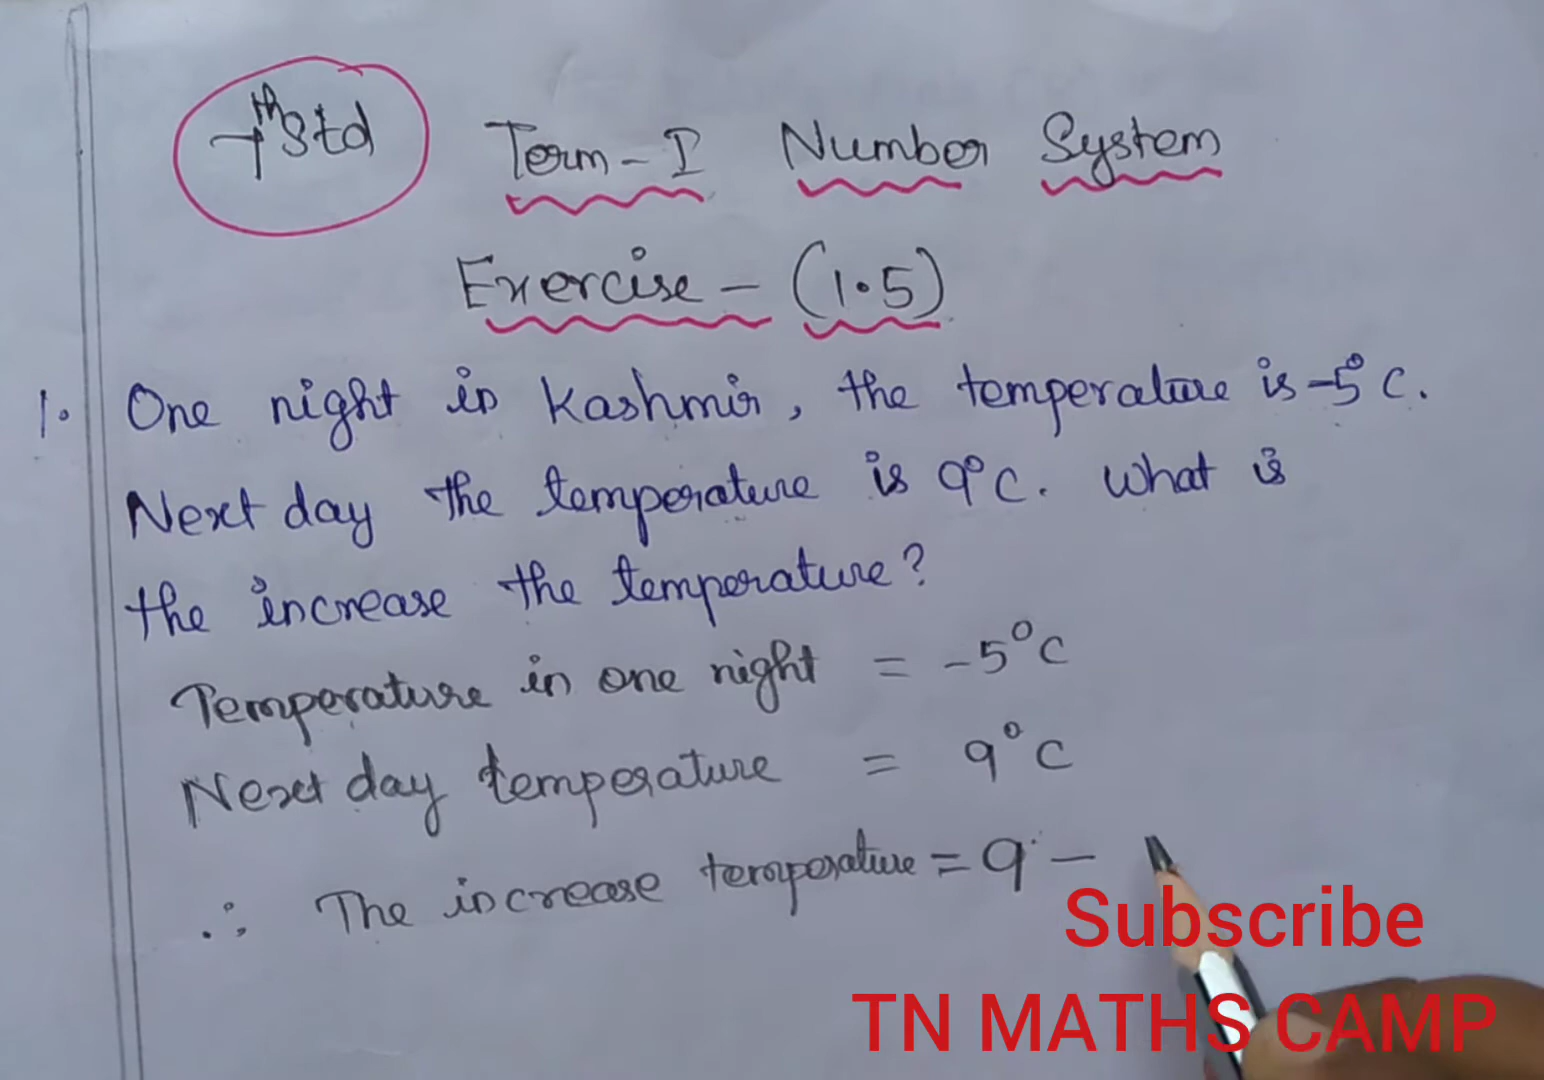 7th Std Term - I Number System
Exercise - (1.5)
1. One night in Kashmir, the temperature is -5°C.
Next day the temperature is 9°C. What is
the increase the temperature?
Temperature in one night = -5°C
Next day temperature = 9°C
∴ The increase temperature = 9 -
Subscribe
TN MATHS CAMP